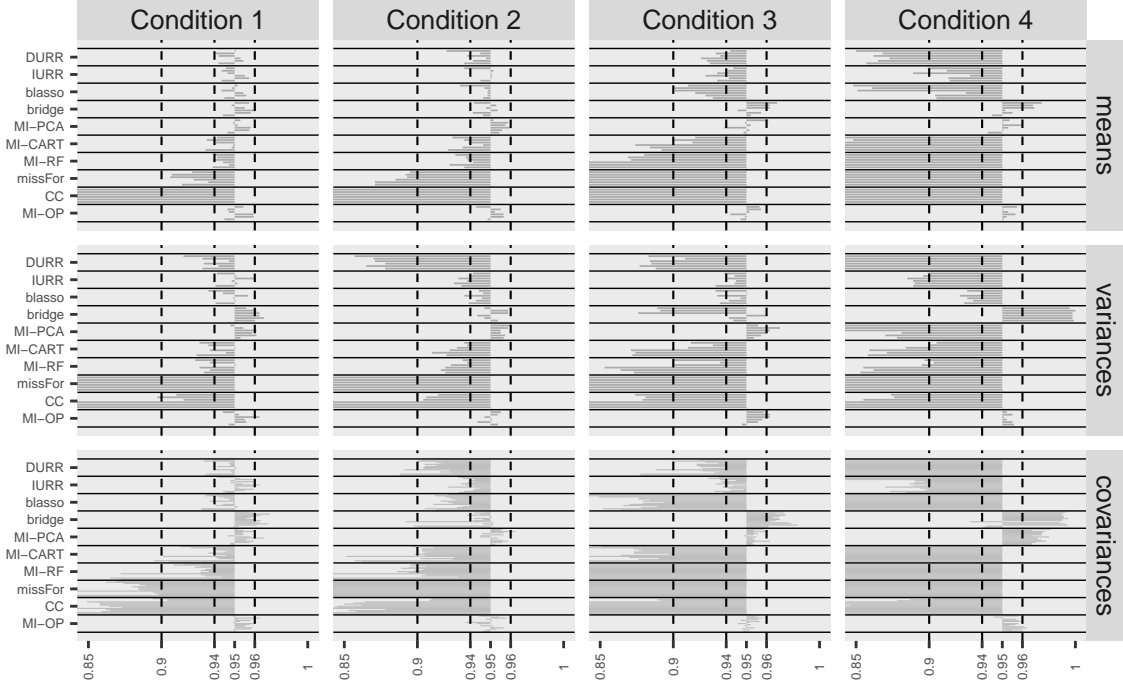 Condition 1 Condition 2 Condition 3 Condition 4
DURR
IURR
blasso
bridge
MI−PCA
MI−CART
MI−RF
missFor
CC
MI−OP
means
DURR
IURR
blasso
bridge
MI−PCA
MI−CART
MI−RF
missFor
CC
MI−OP
variances
DURR
IURR
blasso
bridge
MI−PCA
MI−CART
MI−RF
missFor
CC
MI−OP
covariances
0.85 0.9 0.94 0.95 0.96 1 0.85 0.9 0.94 0.95 0.96 1 0.85 0.9 0.94 0.95 0.96 1 0.85 0.9 0.94 0.95 0.96 1